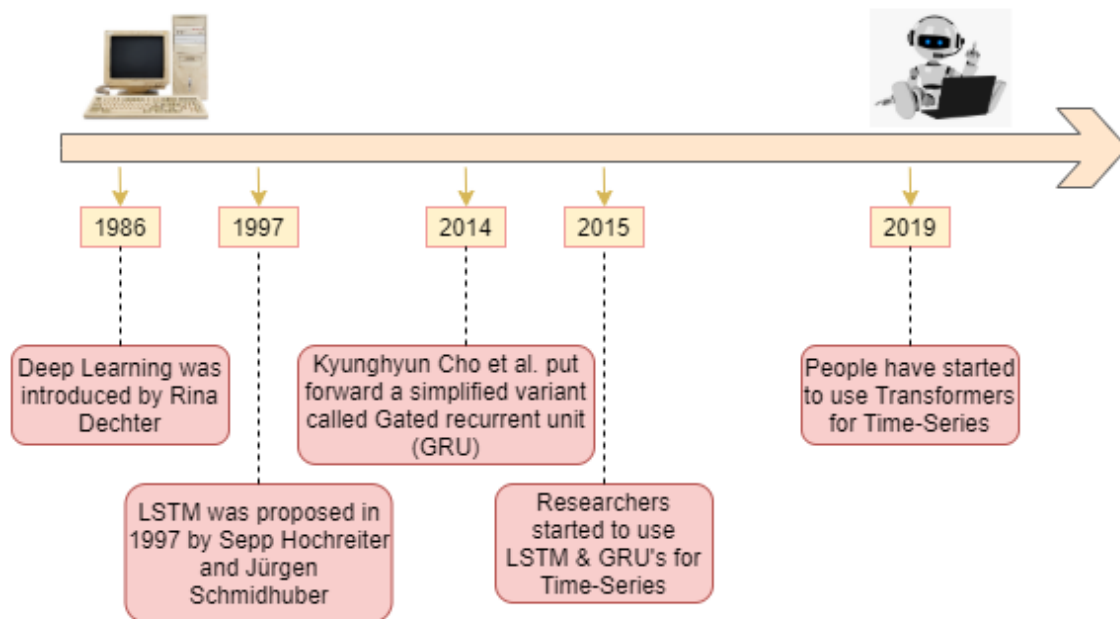 1986
1997
2014
2015
2019
Deep Learning was
introduced by Rina
Dechter
LSTM was proposed in
1997 by Sepp Hochreiter
and Jürgen
Schmidhuber
Kyunghyun Cho et al. put
forward a simplified variant
called Gated recurrent unit
(GRU)
Researchers
started to use
LSTM & GRU's for
Time-Series
People have started
to use Transformers
for Time-Series